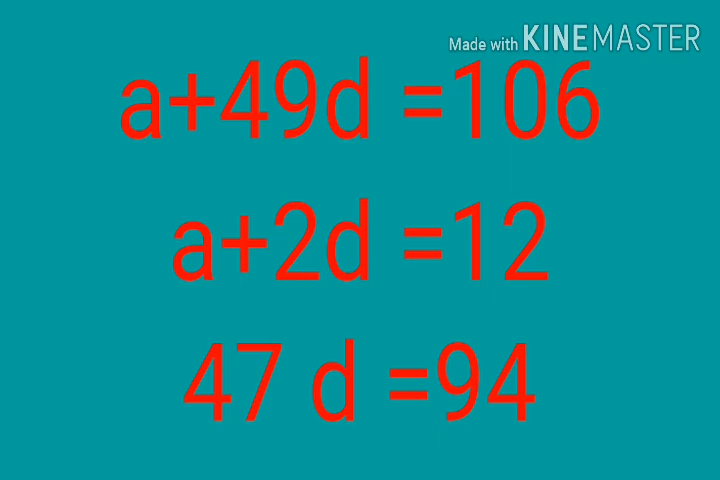 Made with KINEMASTER
a+49d =106
a+2d =12
47 d =94